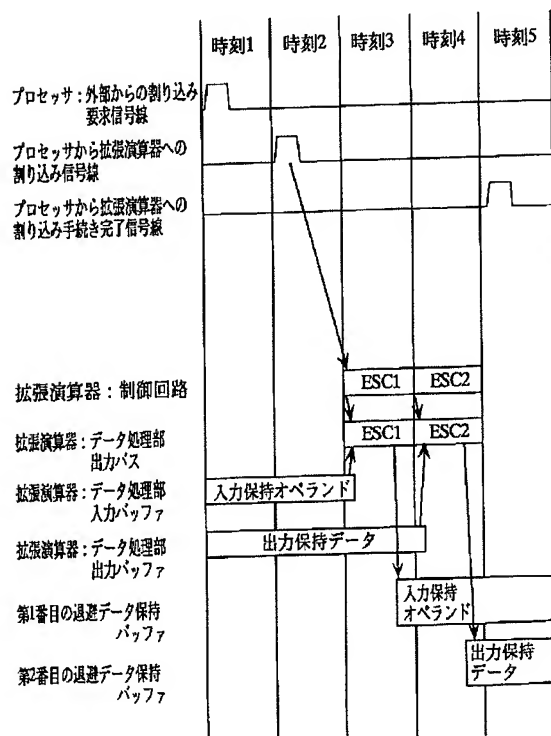 時刻1 時刻2 時刻3 時刻4 時刻5
プロセッサ：外部からの割り込み
要求信号線
プロセッサから拡張演算器への
割り込み信号線
プロセッサから拡張演算器への
割り込み手続き完了信号線
拡張演算器：制御回路
ESC1 ESC2
拡張演算器：データ処理部
出力バス
ESC1 ESC2
拡張演算器：データ処理部
入力バッファ
入力保持オペランド
拡張演算器：データ処理部
出力バッファ
出力保持データ
第1番目の退避データ保持
バッファ
入力保持
オペランド
第2番目の退避データ保持
バッファ
出力保持
データ